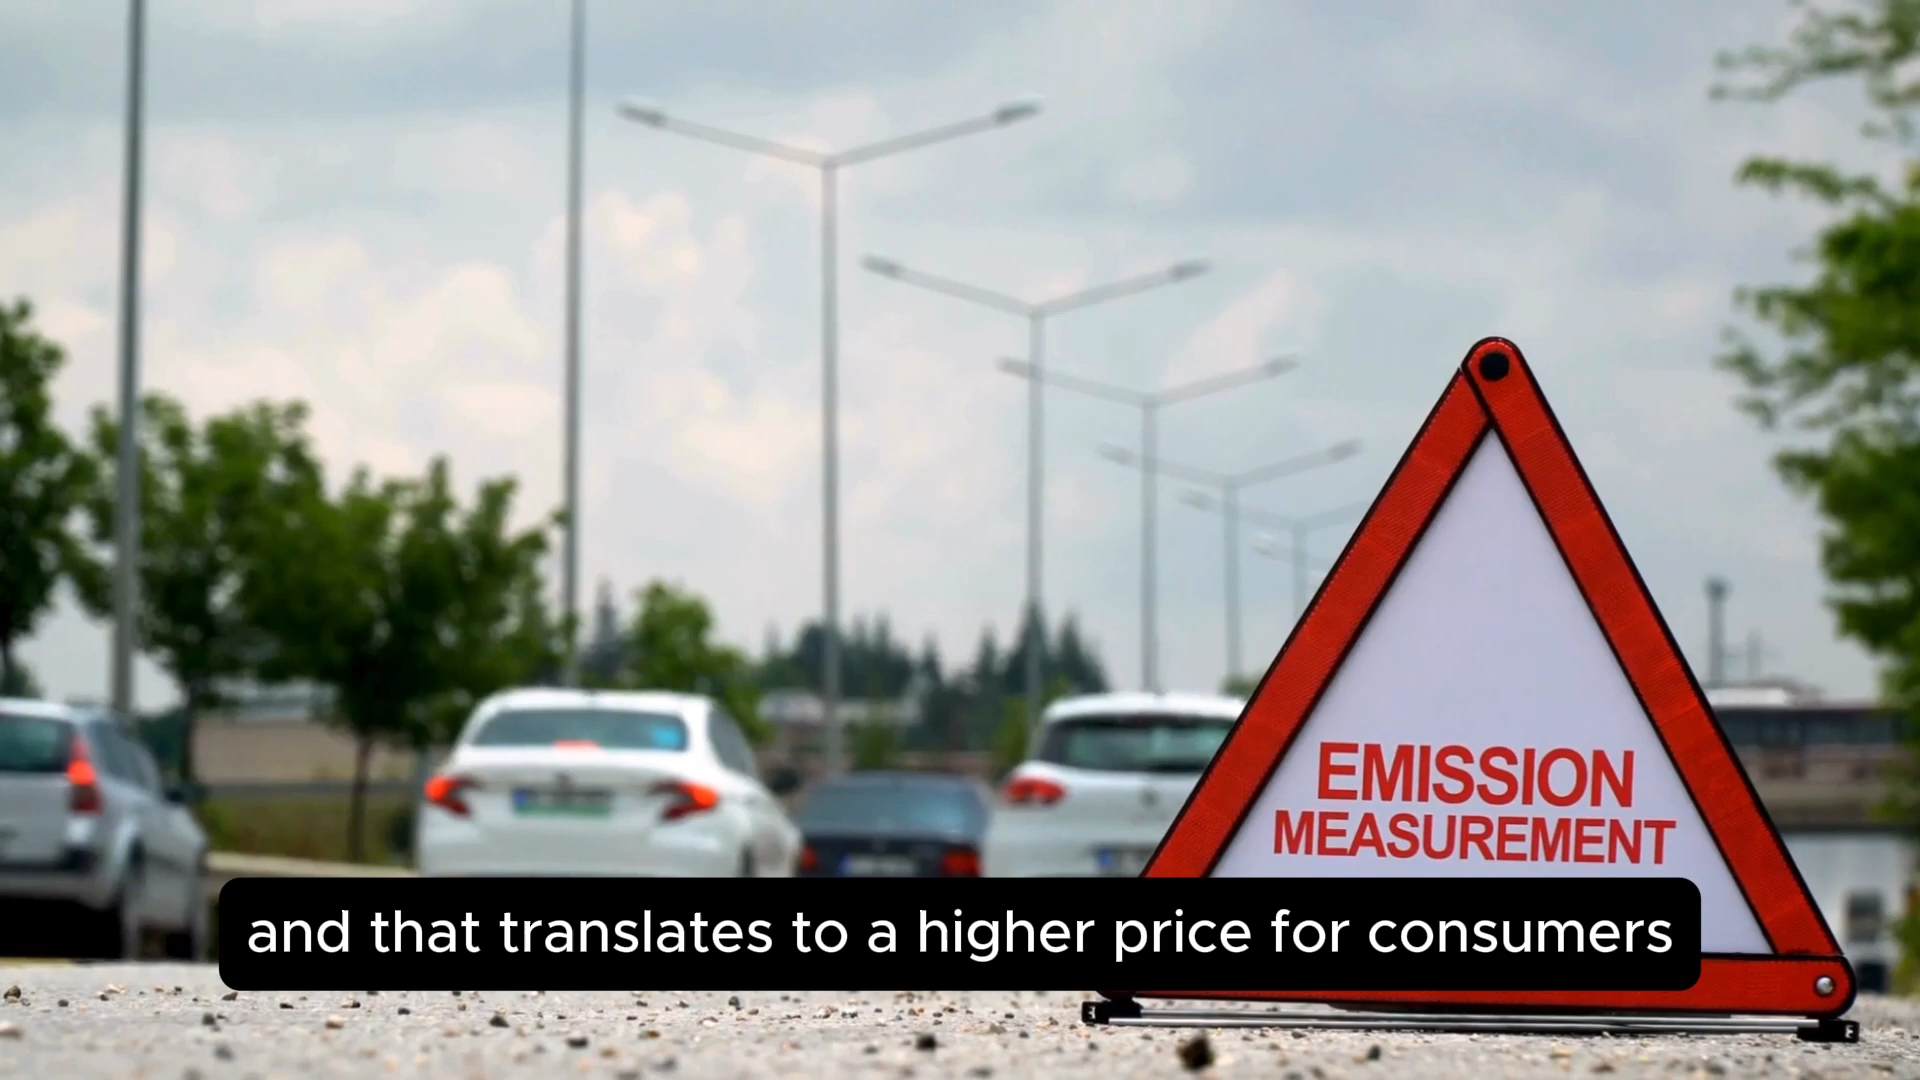 EMISSION
MEASUREMENT
and that translates to a higher price for consumers